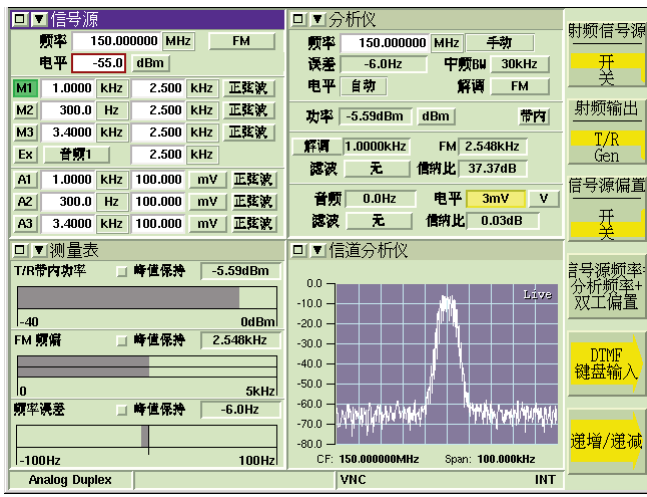 信号源
频率 150.000000 MHz FM
电平 -55.0 dBm
M1 1.0000 kHz 2.500 kHz 正弦波
M2 300.0 Hz 2.500 kHz 正弦波
M3 3.4000 kHz 2.500 kHz 正弦波
Ex 音频1 2.500 kHz
A1 1.0000 kHz 100.000 mV 正弦波
A2 300.0 Hz 100.000 mV 正弦波
A3 3.4000 kHz 100.000 mV 正弦波
分析仪
频率 150.000000 MHz 手动
误差 -6.0Hz 中频BW 30kHz
电平 自动 解调 FM
功率 -5.59dBm dBm 带内
解调 1.0000kHz FM 2.548kHz
滤波 无 信纳比 37.37dB
音频 0.0Hz 电平 3mV V
滤波 无 信纳比 0.03dB
测量表
T/R带内功率 峰值保持 -5.59dBm
-40 0dBm
FM 频偏 峰值保持 2.548kHz
0 5kHz
频率误差 峰值保持 -6.0Hz
-100Hz 100Hz
信道分析仪
Live
0.0
-10.0
-20.0
-30.0
-40.0
-50.0
-60.0
-70.0
-80.0
CF: 150.000000MHz Span: 100.000kHz
Analog Duplex VNC INT
射频信号源
开
关
射频输出
T/R
Gen
信号源偏置
开
关
号源频率
分析频率+
双工偏置
DTMF
键盘输入
递增/递减